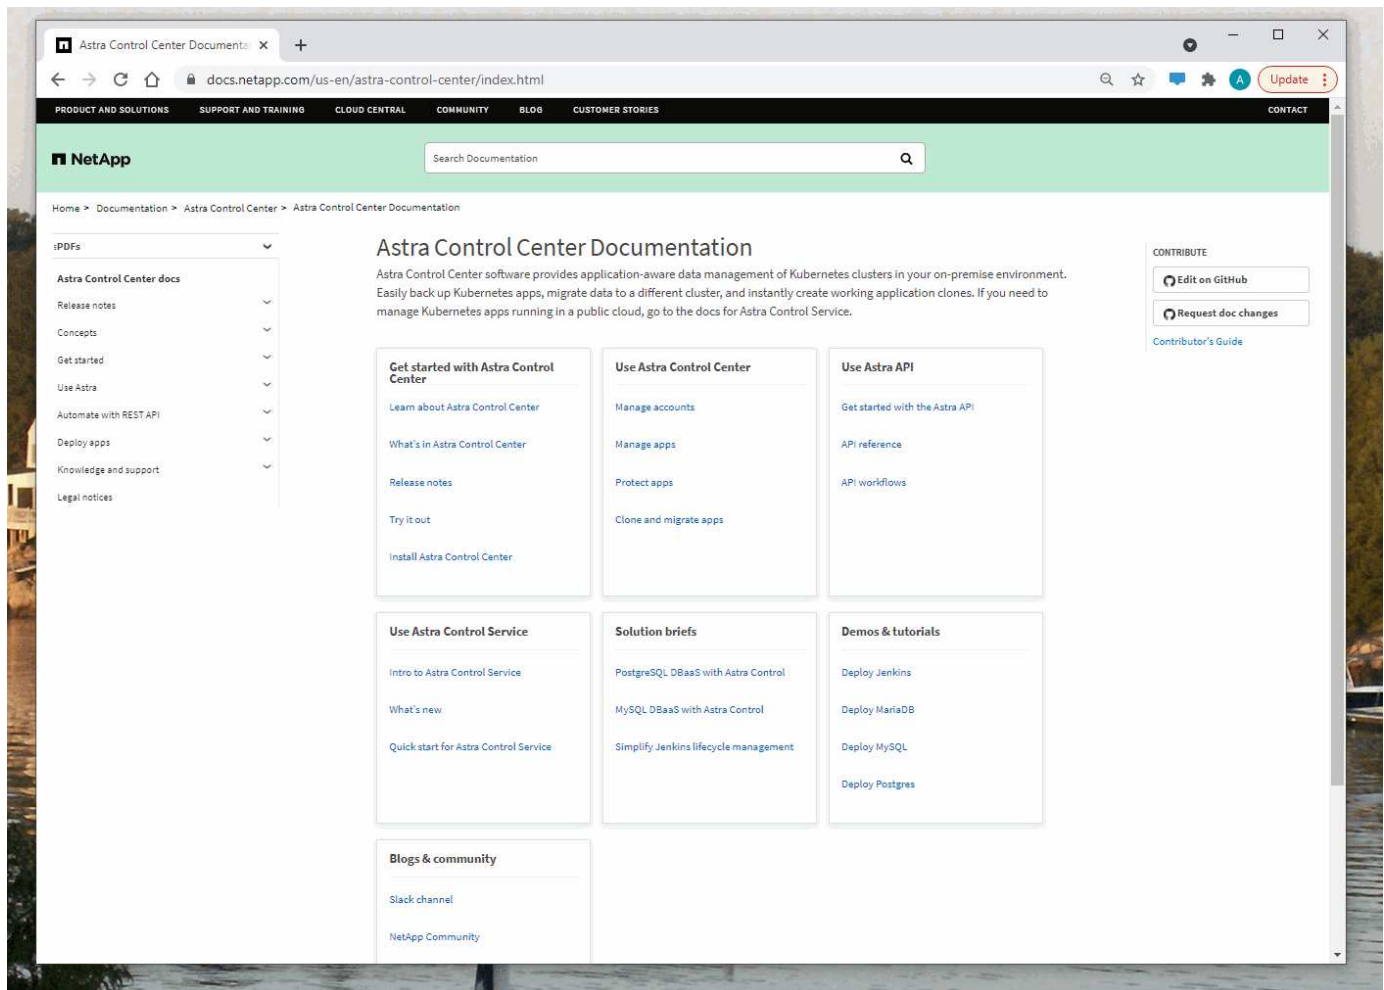 Astra Control Center Documenta
docs.netapp.com/us-en/astra-control-center/index.html
A
Update
PRODUCT AND SOLUTIONS SUPPORT AND TRAINING CLOUD CENTRAL COMMUNITY BLOG CUSTOMER STORIES CONTACT
NetApp
Search Documentation
Home > Documentation > Astra Control Center > Astra Control Center Documentation
:PDFs
Astra Control Center docs
Release notes
Concepts
Get started
Use Astra
Automate with REST API
Deploy apps
Knowledge and support
Legal notices
Astra Control Center Documentation
Astra Control Center software provides application-aware data management of Kubernetes clusters in your on-premise environment.
Easily back up Kubernetes apps, migrate data to a different cluster, and instantly create working application clones. If you need to
manage Kubernetes apps running in a public cloud, go to the docs for Astra Control Service.
Get started with Astra Control
Center
Learn about Astra Control Center
What's in Astra Control Center
Release notes
Try it out
Install Astra Control Center
Use Astra Control Center
Manage accounts
Manage apps
Protect apps
Clone and migrate apps
Use Astra API
Get started with the Astra API
API reference
API workflows
Use Astra Control Service
Intro to Astra Control Service
What's new
Quick start for Astra Control Service
Solution briefs
PostgreSQL DBaaS with Astra Control
MySQL DBaaS with Astra Control
Simplify Jenkins lifecycle management
Demos & tutorials
Deploy Jenkins
Deploy MariaDB
Deploy MySQL
Deploy Postgres
Blogs & community
Slack channel
NetApp Community
CONTRIBUTE
Edit on GitHub
Request doc changes
Contributor's Guide